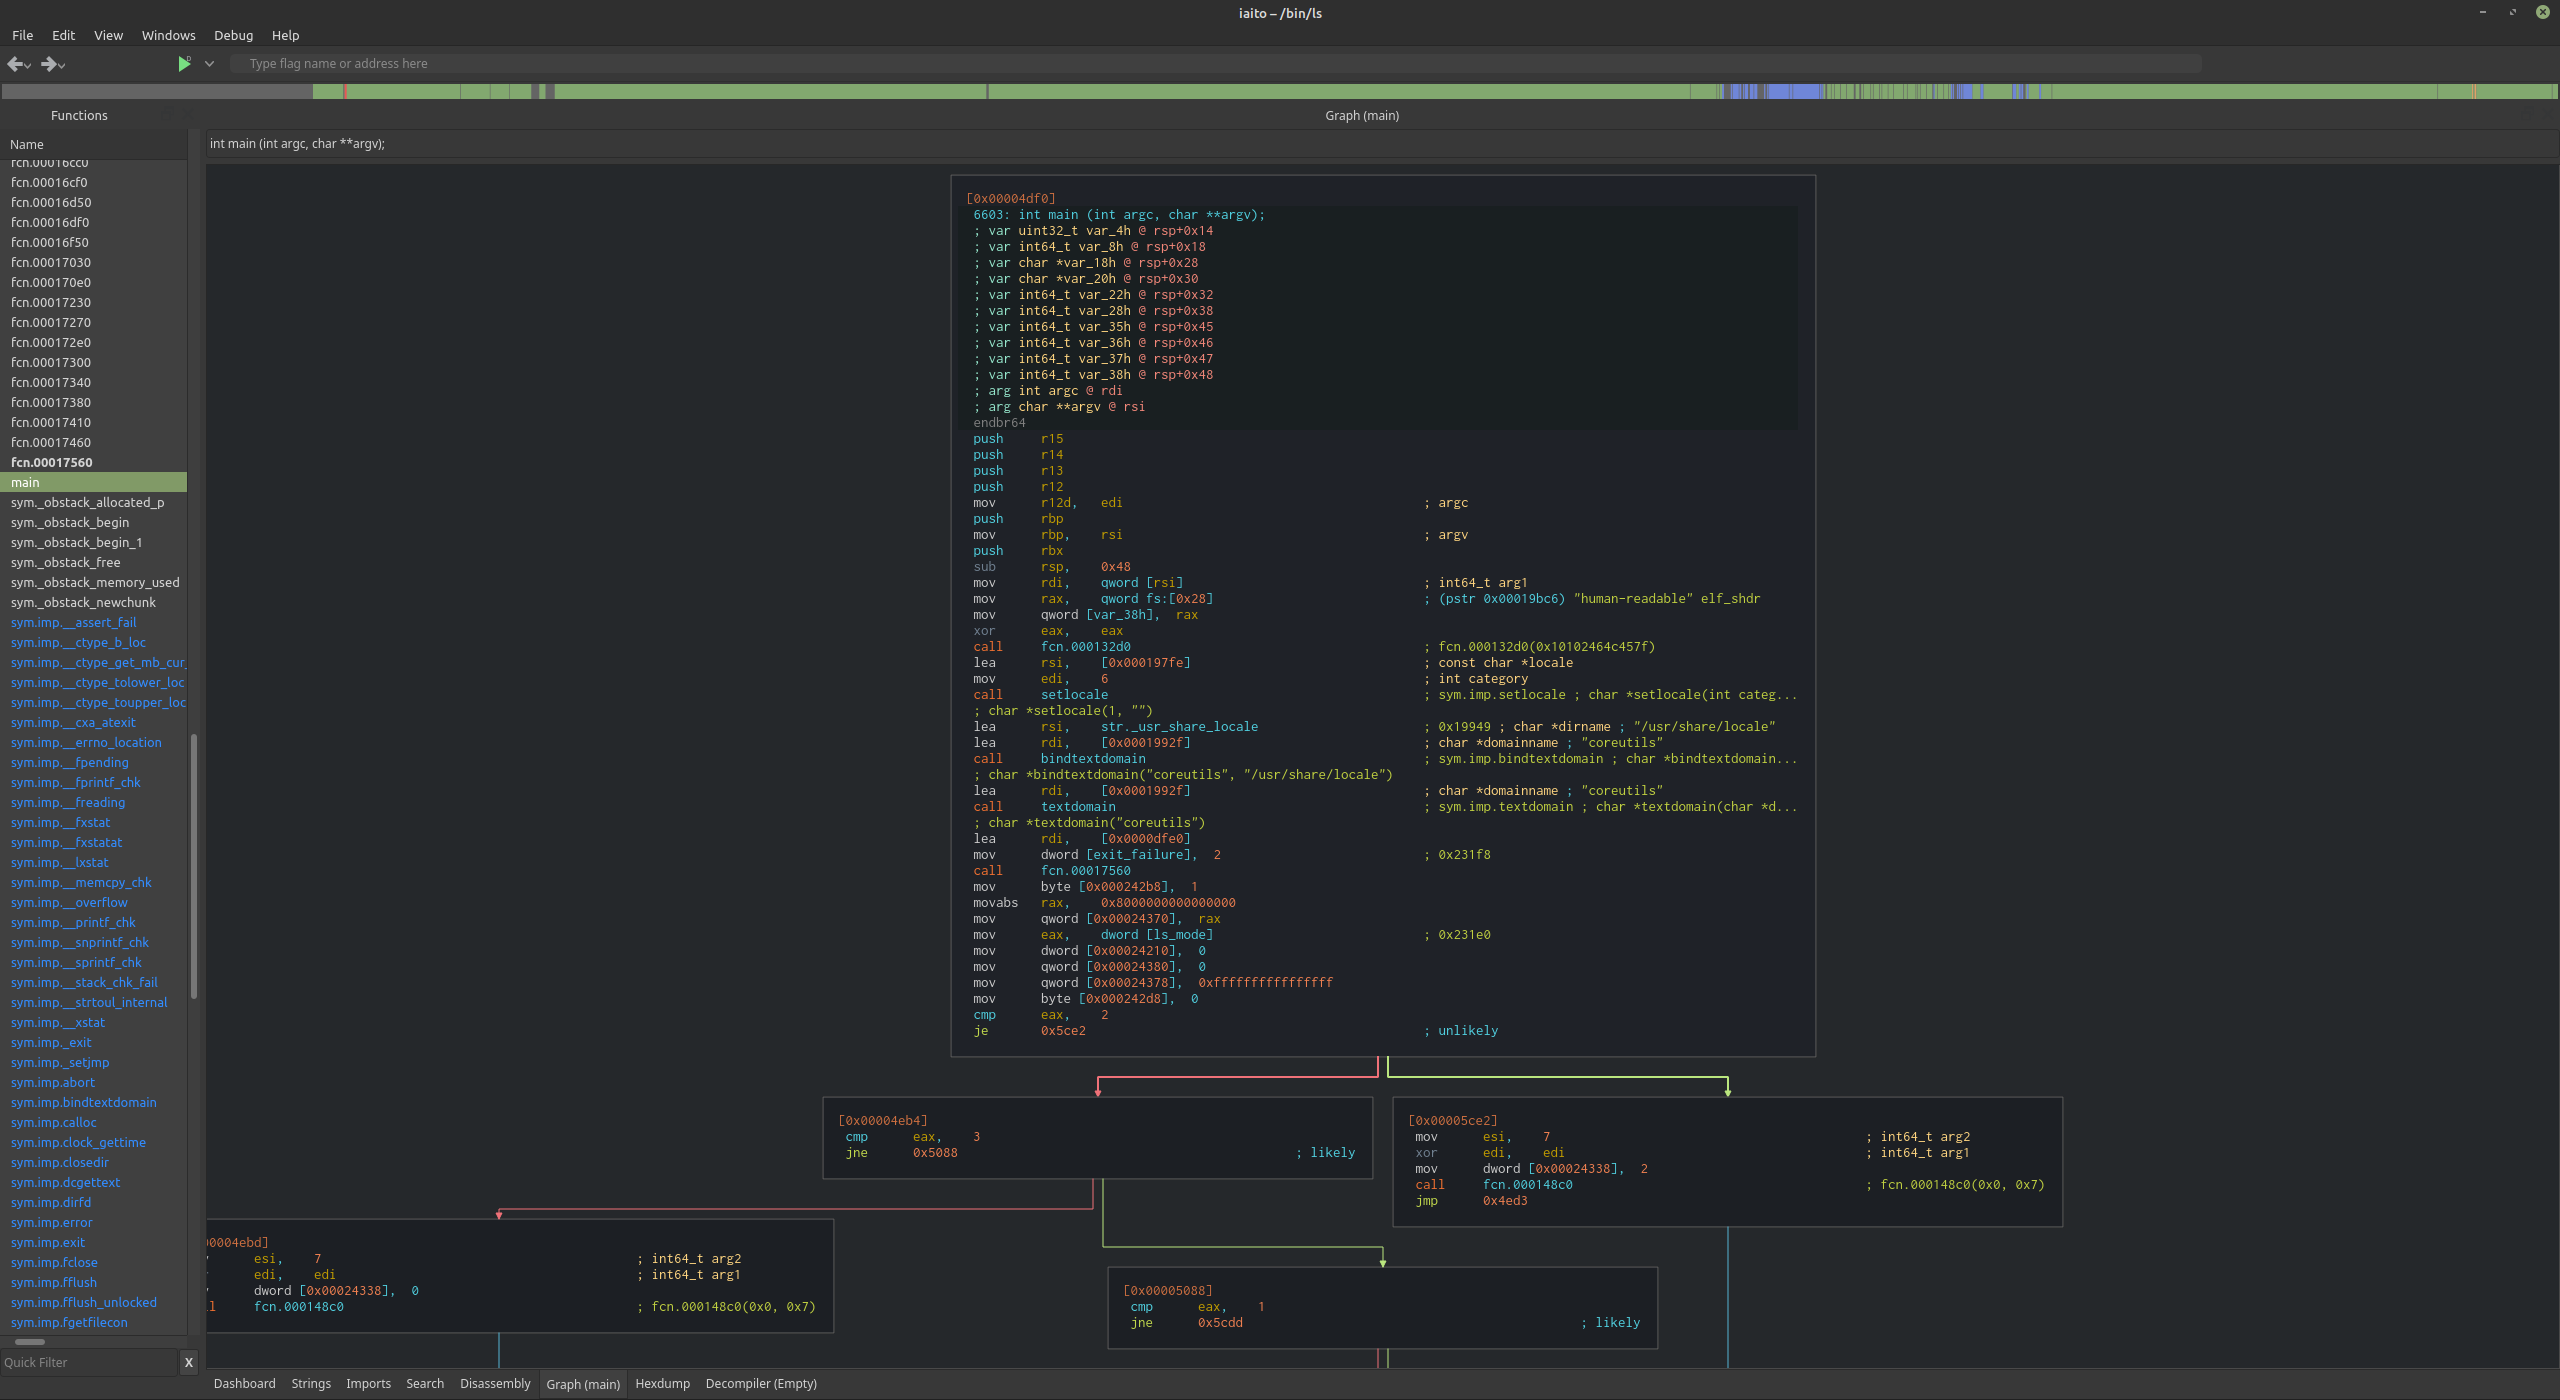 iaito – /bin/ls
File Edit View Windows Debug Help
Type flag name or address here
Functions
Graph (main)
Name
int main (int argc, char **argv);
fcn.00016cc0
fcn.00016cf0
fcn.00016d50
fcn.00016df0
fcn.00016f50
fcn.00017030
fcn.000170e0
fcn.00017230
fcn.00017270
fcn.000172e0
fcn.00017300
fcn.00017340
fcn.00017380
fcn.00017410
fcn.00017460
fcn.00017560
main
sym._obstack_allocated_p
sym._obstack_begin
sym._obstack_begin_1
sym._obstack_free
sym._obstack_memory_used
sym._obstack_newchunk
sym.imp.__assert_fail
sym.imp.__ctype_b_loc
sym.imp.__ctype_get_mb_cur_
sym.imp.__ctype_tolower_loc
sym.imp.__ctype_toupper_loc
sym.imp.__cxa_atexit
sym.imp.__errno_location
sym.imp.__fpending
sym.imp.__fprintf_chk
sym.imp.__freading
sym.imp.__fxstat
sym.imp.__fxstatat
sym.imp.__lxstat
sym.imp.__memcpy_chk
sym.imp.__overflow
sym.imp.__printf_chk
sym.imp.__snprintf_chk
sym.imp.__sprintf_chk
sym.imp.__stack_chk_fail
sym.imp.__strtoul_internal
sym.imp.__xstat
sym.imp._exit
sym.imp._setjmp
sym.imp.abort
sym.imp.bindtextdomain
sym.imp.calloc
sym.imp.clock_gettime
sym.imp.closedir
sym.imp.dcgettext
sym.imp.dirfd
sym.imp.error
sym.imp.exit
sym.imp.fclose
sym.imp.fflush
sym.imp.fflush_unlocked
sym.imp.fgetfilecon
Quick Filter X
[0x00004df0]
6603: int main (int argc, char **argv);
; var uint32_t var_4h @ rsp+0x14
; var int64_t var_8h @ rsp+0x18
; var char *var_18h @ rsp+0x28
; var char *var_20h @ rsp+0x30
; var int64_t var_22h @ rsp+0x32
; var int64_t var_28h @ rsp+0x38
; var int64_t var_35h @ rsp+0x45
; var int64_t var_36h @ rsp+0x46
; var int64_t var_37h @ rsp+0x47
; var int64_t var_38h @ rsp+0x48
; arg int argc @ rdi
; arg char **argv @ rsi
endbr64
push r15
push r14
push r13
push r12
mov r12d, edi ; argc
push rbp
mov rbp, rsi ; argv
push rbx
sub rsp, 0x48
mov rdi, qword [rsi] ; int64_t arg1
mov rax, qword fs:[0x28] ; (pstr 0x00019bc6) "human-readable" elf_shdr
mov qword [var_38h], rax
xor eax, eax
call fcn.000132d0 ; fcn.000132d0(0x10102464c457f)
lea rsi, [0x000197fe] ; const char *locale
mov edi, 6 ; int category
call setlocale ; sym.imp.setlocale ; char *setlocale(int categ...
; char *setlocale(1, "")
lea rsi, str._usr_share_locale ; 0x19949 ; char *dirname ; "/usr/share/locale"
lea rdi, [0x0001992f] ; char *domainname ; "coreutils"
call bindtextdomain ; sym.imp.bindtextdomain ; char *bindtextdomain...
; char *bindtextdomain("coreutils", "/usr/share/locale")
lea rdi, [0x0001992f] ; char *domainname ; "coreutils"
call textdomain ; sym.imp.textdomain ; char *textdomain(char *d...
; char *textdomain("coreutils")
lea rdi, [0x0000dfe0]
mov dword [exit_failure], 2 ; 0x231f8
call fcn.00017560
mov byte [0x000242b8], 1
movabs rax, 0x8000000000000000
mov qword [0x00024370], rax
mov eax, dword [ls_mode] ; 0x231e0
mov dword [0x00024210], 0
mov qword [0x00024380], 0
mov qword [0x00024378], 0xffffffffffffffff
mov byte [0x000242d8], 0
cmp eax, 2
je 0x5ce2 ; unlikely
[0x00004eb4]
cmp eax, 3
jne 0x5088 ; likely
[0x00005ce2]
mov esi, 7 ; int64_t arg2
xor edi, edi ; int64_t arg1
mov dword [0x00024338], 2
call fcn.000148c0 ; fcn.000148c0(0x0, 0x7)
jmp 0x4ed3
0004ebd]
esi, 7 ; int64_t arg2
edi, edi ; int64_t arg1
dword [0x00024338], 0
ll fcn.000148c0 ; fcn.000148c0(0x0, 0x7)
[0x00005088]
cmp eax, 1
jne 0x5cdd ; likely
Dashboard Strings Imports Search Disassembly Graph (main) Hexdump Decompiler (Empty)